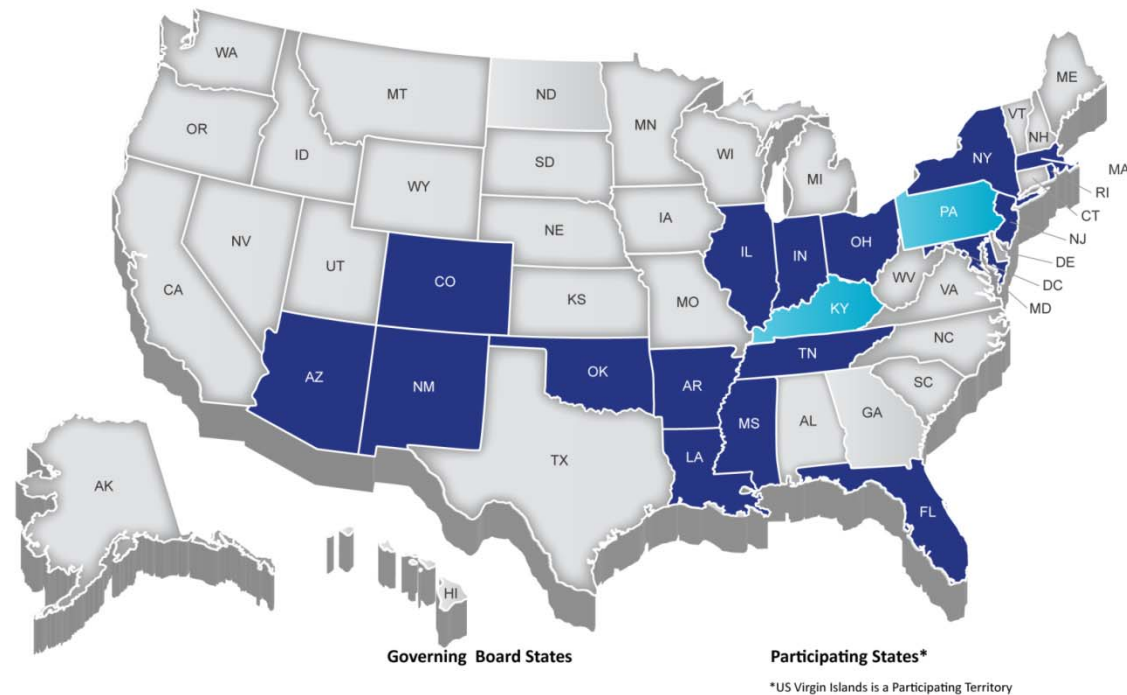 WA
ME
MT
ND
VT
MN
OR
NH
ID
SD
WI
NY
MA
WY
MI
RI
CT
PA
IA
NJ
NE
NV
OH
DE
IL
IN
UT
DC
CO
WV
CA
VA
MD
KS
MO
KY
NC
TN
AZ
OK
NM
AR
SC
MS
AL
GA
LA
TX
AK
FL
HI
Governing Board States
Participating States*
*US Virgin Islands is a Participating Territory